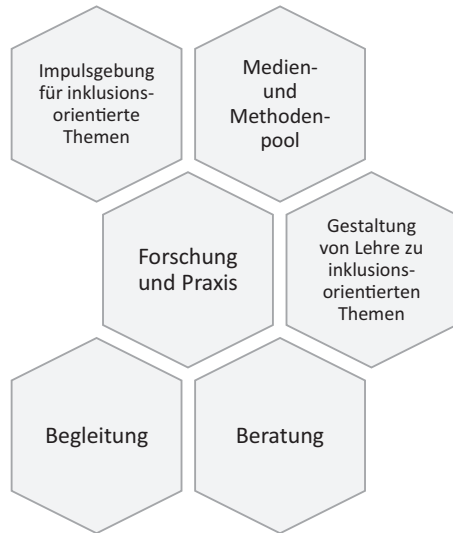 Impulsgebung
für inklusions-
orientierte
Themen
Medien-
und
Methoden-
pool
Forschung
und Praxis
Gestaltung
von Lehre zu
inklusions-
orientierten
Themen
Begleitung
Beratung